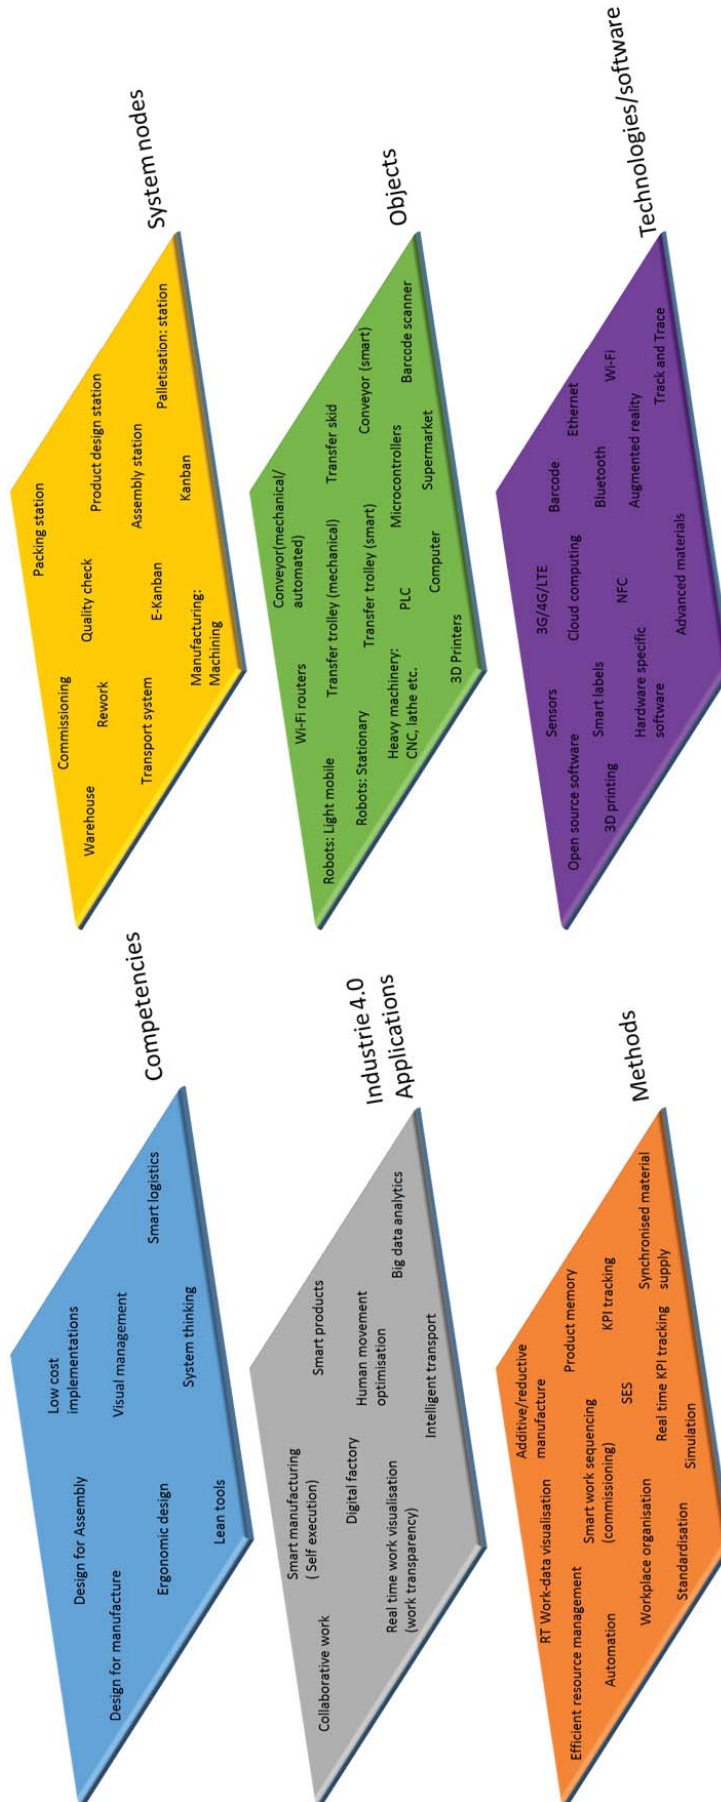 Competencies
Low cost
implementations
Design for Assembly
Visual management
Design for manufacture
Smart logistics
Ergonomic design
System thinking
Lean tools
Industrie 4.0
Applications
Smart manufacturing
( Self execution)
Smart products
Collaborative work
Digital factory
Human movement
optimisation
Big data analytics
Real time work visualisation
(work transparency)
Intelligent transport
Methods
Additive/reductive
manufacture
RT Work-data visualisation
Product memory
Efficient resource management
Smart work sequencing
(commissioning)
KPI tracking
Automation
SES
Synchronised material
supply
Workplace organisation
Real time KPI tracking
Standardisation
Simulation
System nodes
Packing station
Commissioning
Product design station
Warehouse
Quality check
Rework
Assembly station
Palletisation: station
Transport system
E-Kanban
Kanban
Manufacturing:
Machining
Objects
Conveyor(mechanical/
automated)
Wi-Fi routers
Transfer skid
Robots: Light mobile
Transfer trolley (mechanical)
Conveyor (smart)
Robots: Stationary
Transfer trolley (smart)
Microcontrollers
Barcode scanner
Heavy machinery:
CNC, lathe etc.
PLC
Supermarket
Computer
3D Printers
Technologies/software
Sensors
3G/4G/LTE
Barcode
Ethernet
Open source software
Cloud computing
Bluetooth
Wi-Fi
Smart labels
3D printing
NFC
Augmented reality
Track and Trace
Hardware specific
software
Advanced materials